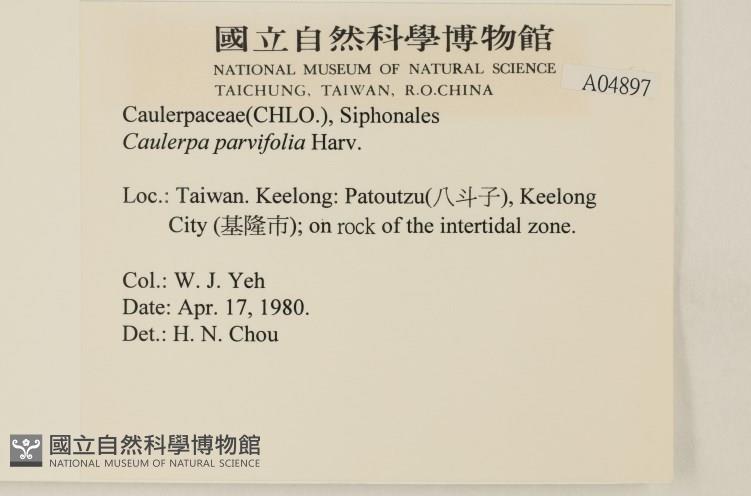 國立自然科學博物館
NATIONAL MUSEUM OF NATURAL SCIENCE
TAICHUNG, TAIWAN, R.O.CHINA
A04897
Caulerpaceae(CHLO.), Siphonales
Caulerpa parvifolia Harv.
Loc.: Taiwan. Keelong: Patoutzu(八斗子), Keelong
City (基隆市); on rock of the intertidal zone.
Col.: W. J. Yeh
Date: Apr. 17, 1980.
Det.: H. N. Chou
國立自然科學博物館
NATIONAL MUSEUM OF NATURAL SCIENCE